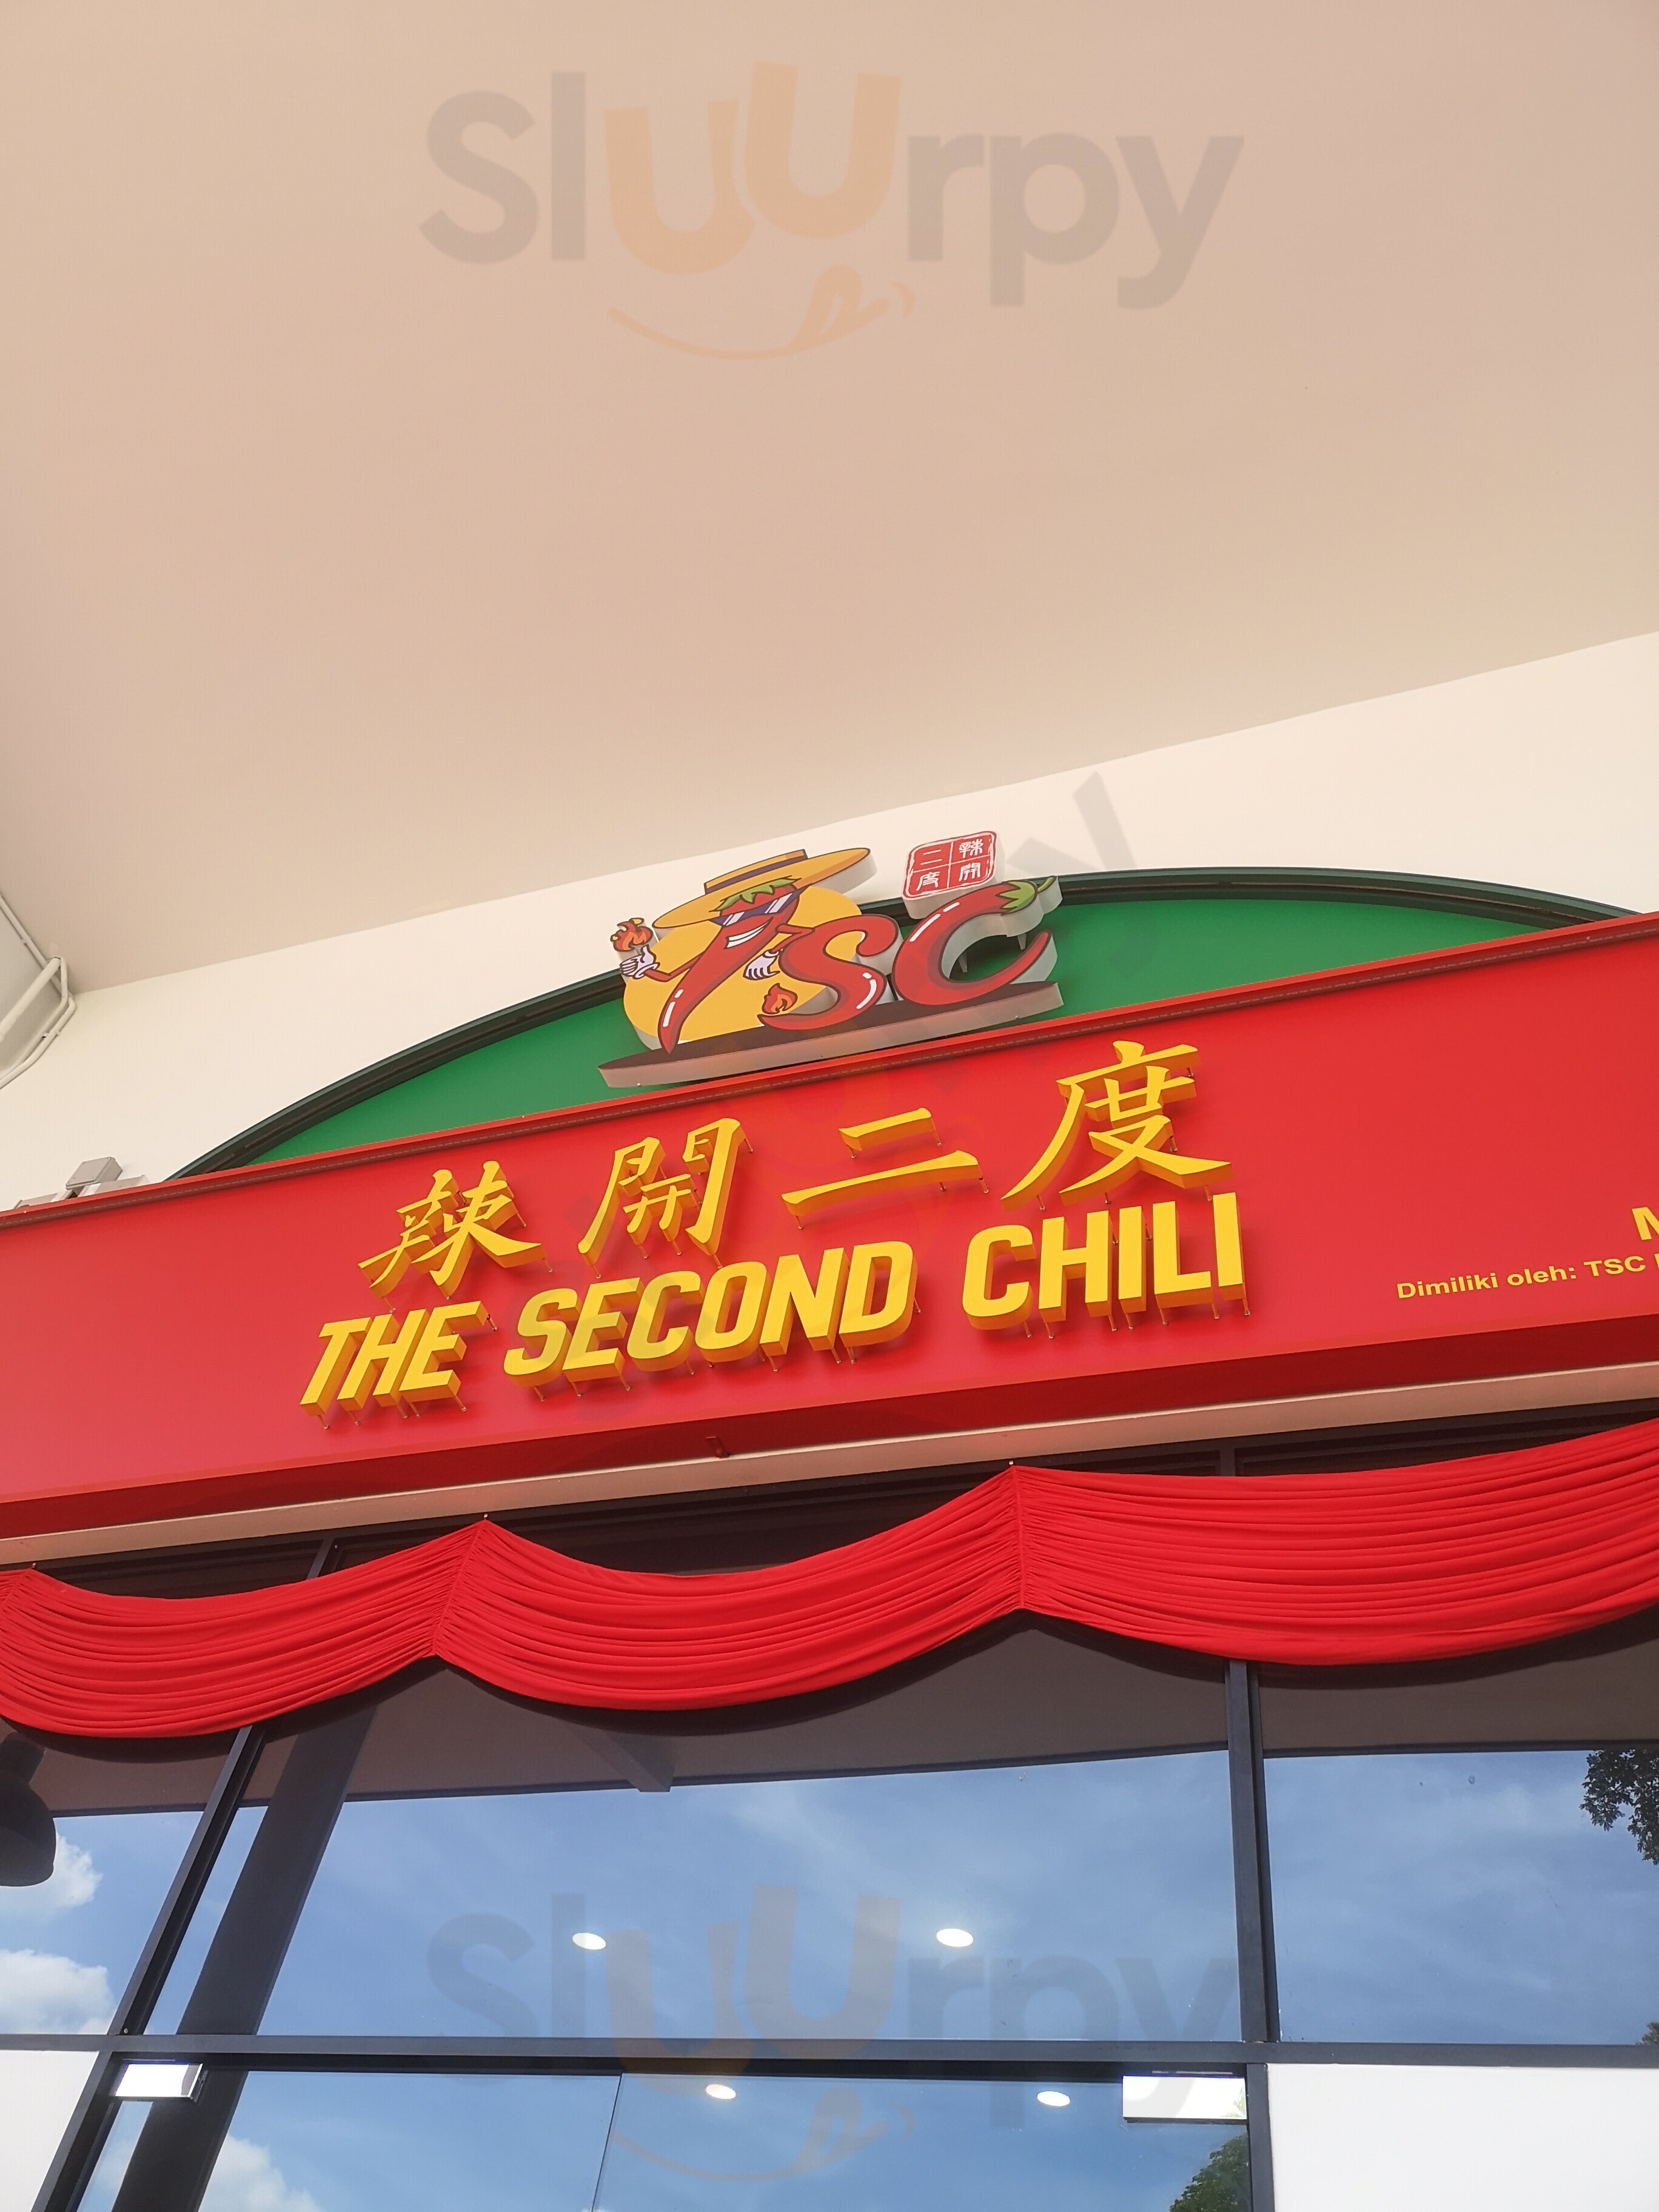 Sluurpy
TSC
辣開
二度
辣開二度
THE SECOND CHILI
M
Dimiliki oleh: TSC
Sluurpy